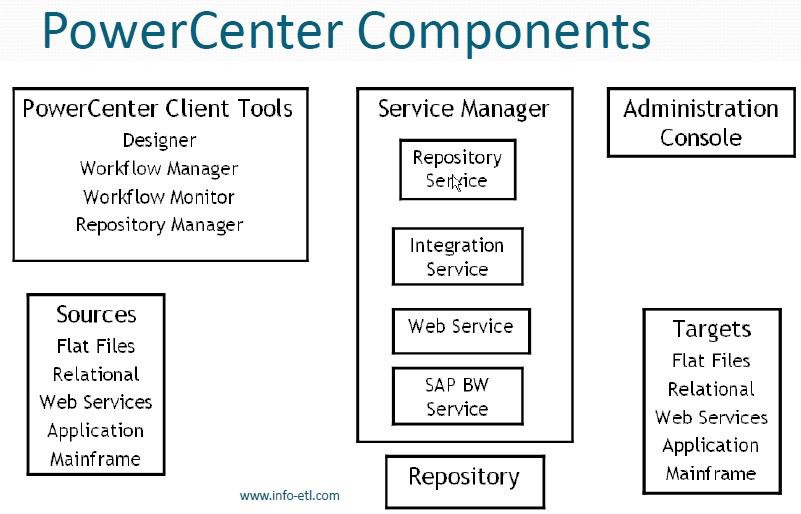 PowerCenter Components
PowerCenter Client Tools
Designer
Workflow Manager
Workflow Monitor
Repository Manager
Service Manager
Repository
Service
Integration
Service
Web Service
SAP BW
Service
Administration
Console
Sources
Flat Files
Relational
Web Services
Application
Mainframe
Targets
Flat Files
Relational
Web Services
Application
Mainframe
Repository
www.info-etl.com